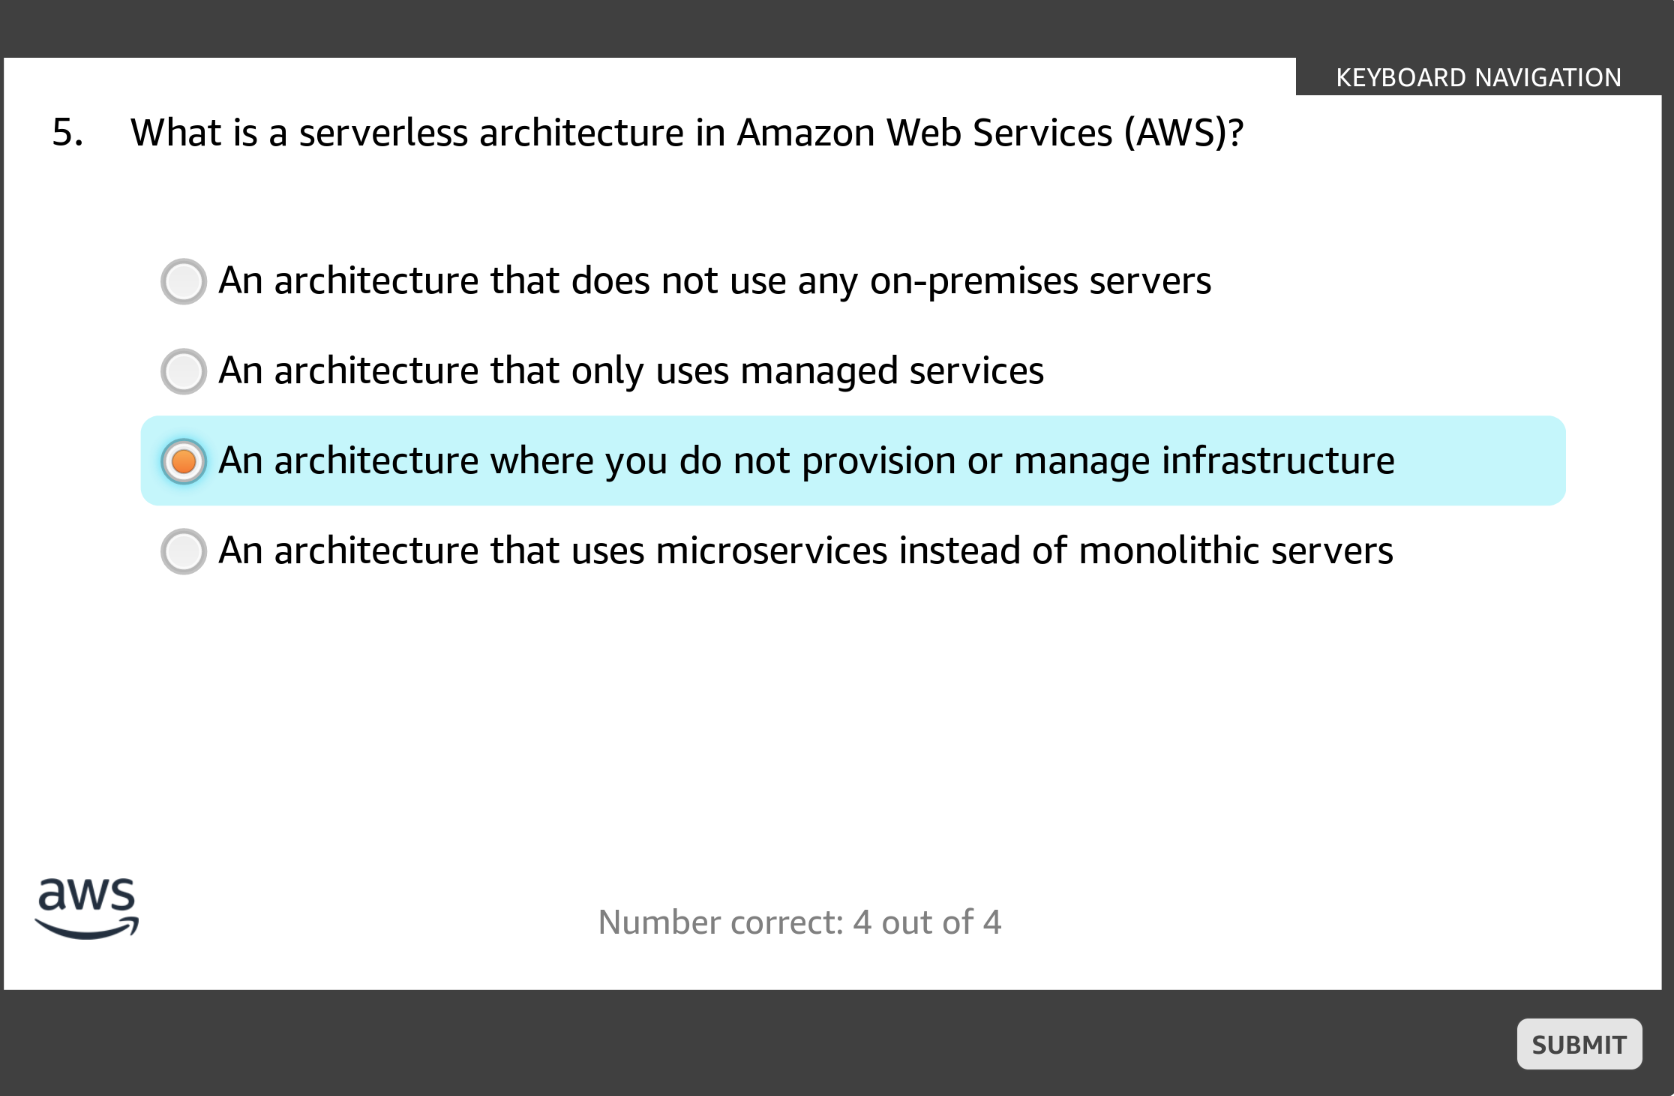 KEYBOARD NAVIGATION
5. What is a serverless architecture in Amazon Web Services (AWS)?
An architecture that does not use any on-premises servers
An architecture that only uses managed services
An architecture where you do not provision or manage infrastructure
An architecture that uses microservices instead of monolithic servers
aws
Number correct: 4 out of 4
SUBMIT